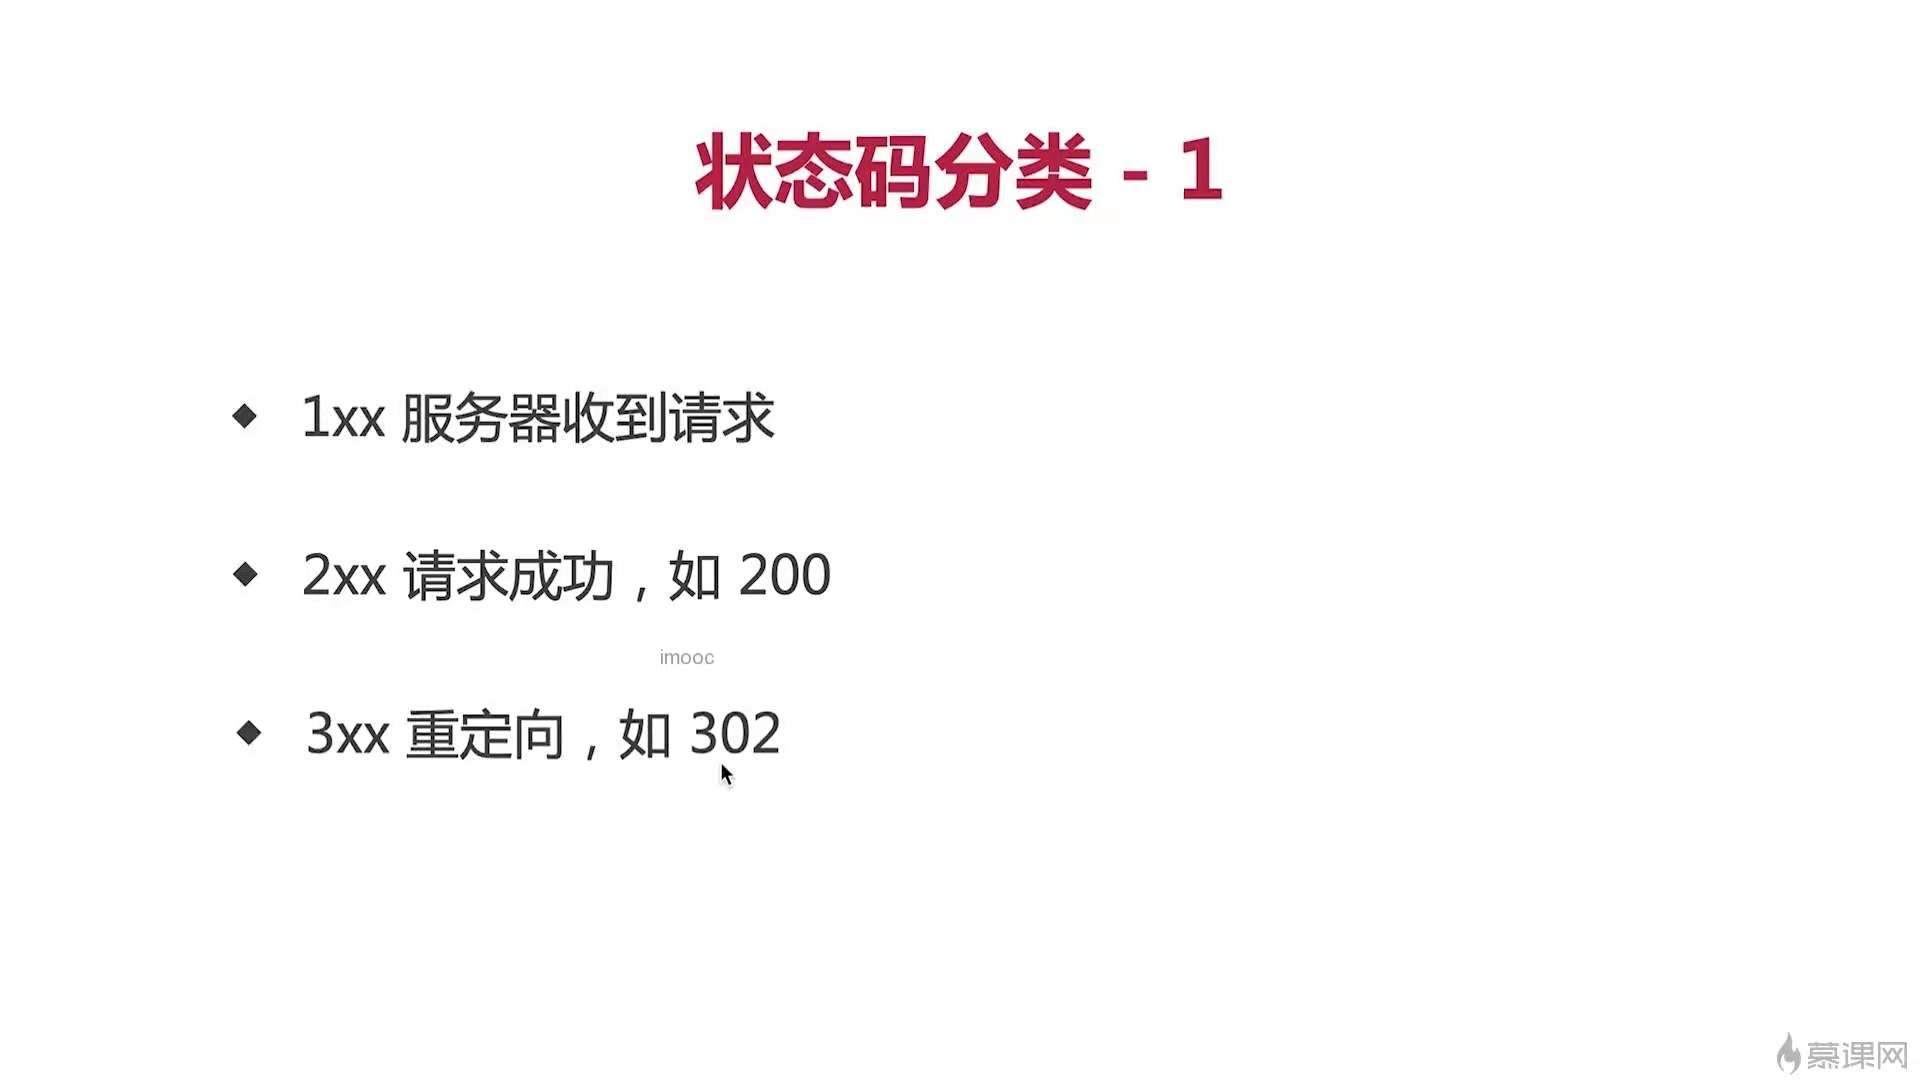 状态码分类 - 1
◆ 1xx 服务器收到请求
◆ 2xx 请求成功，如 200
imooc
◆ 3xx 重定向，如 302
慕课网